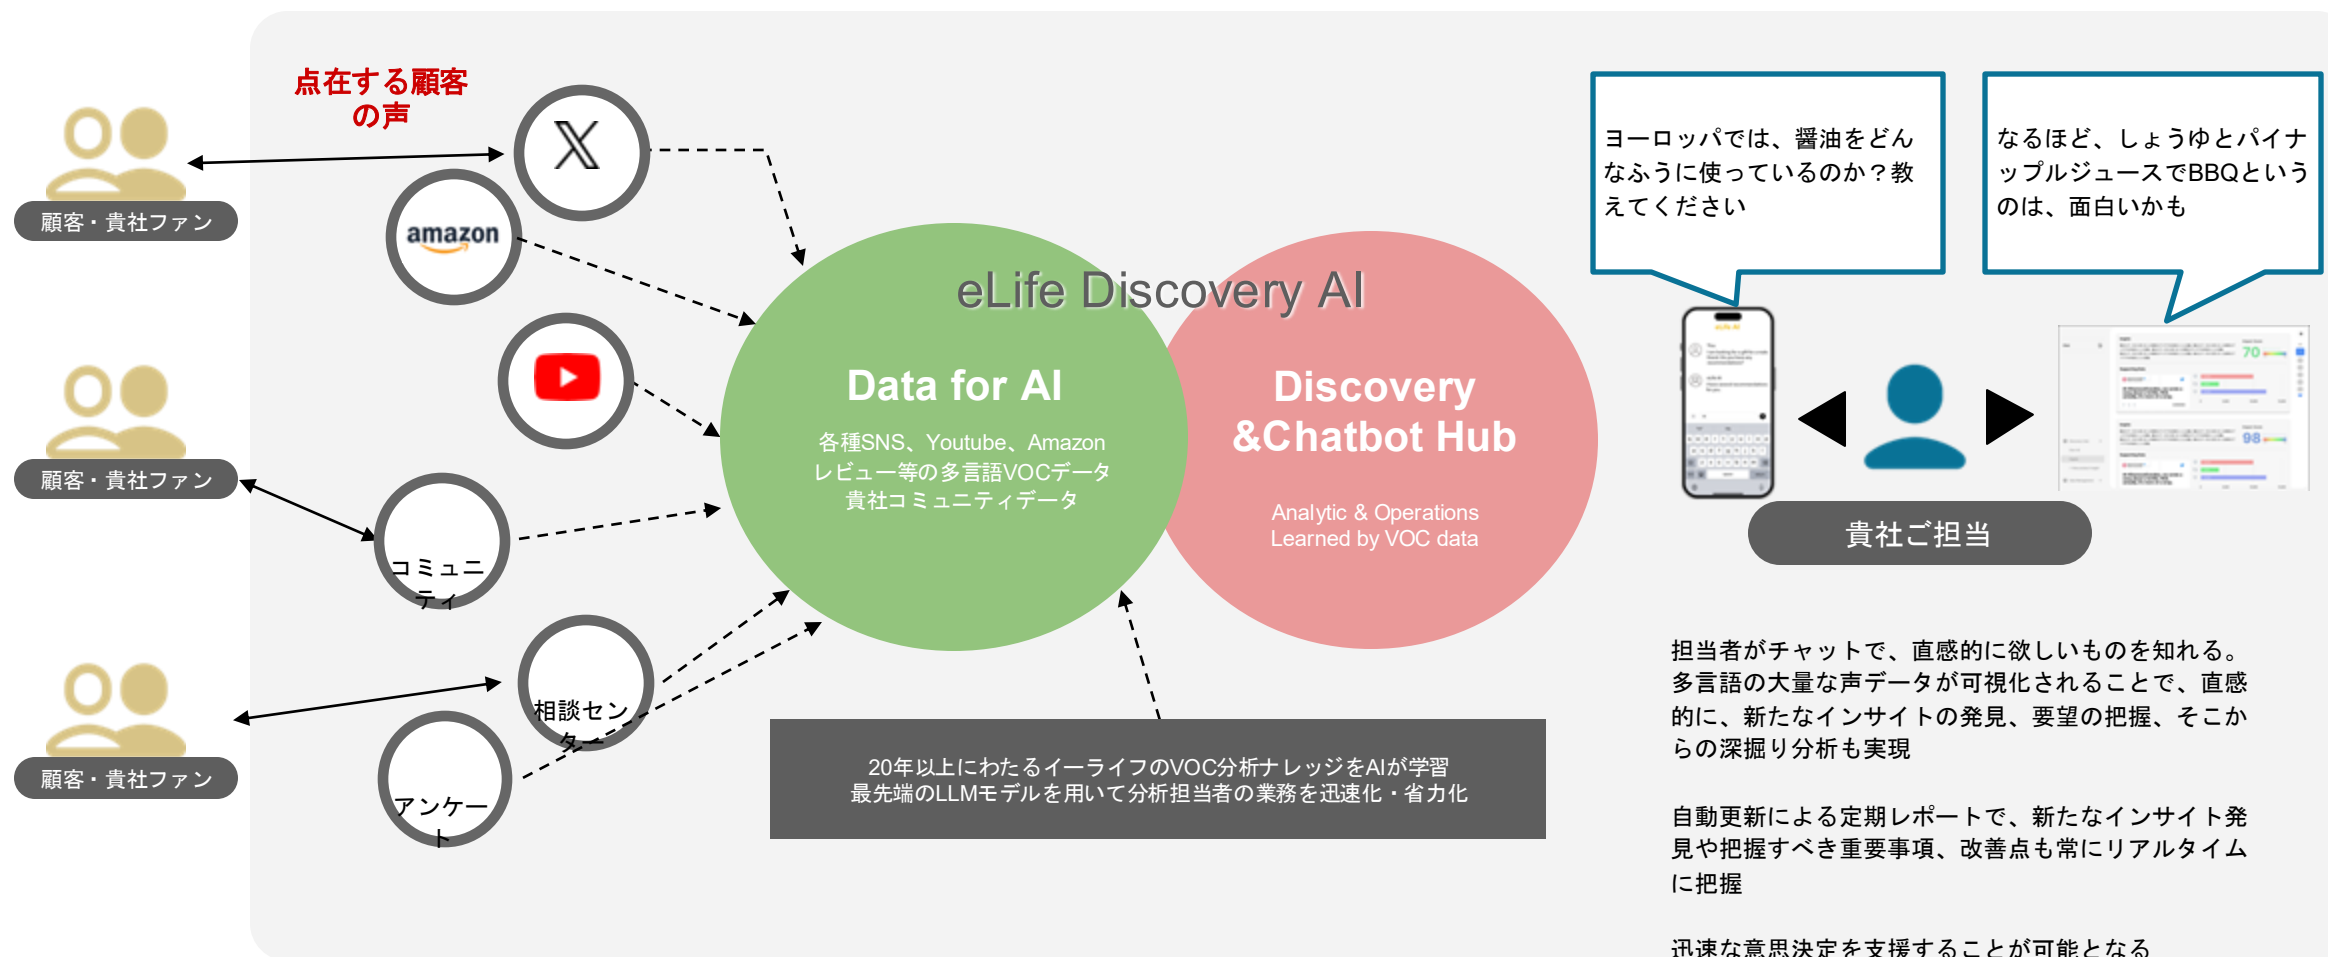 点在する顧客
の声
顧客・貴社ファン
amazon
顧客・貴社ファン
コミュニ
ティ
相談セン
ター
顧客・貴社ファン
アンケー
ト
eLife Discovery AI
Data for AI
各種SNS、Youtube、Amazon
レビュー等の多言語VOCデータ
貴社コミュニティデータ
Discovery
&Chatbot Hub
Analytic & Operations
Learned by VOC data
20年以上にわたるイーライフのVOC分析ナレッジをAIが学習
最先端のLLMモデルを用いて分析担当者の業務を迅速化・省力化
ヨーロッパでは、醤油をどん
なふうに使っているのか？教
えてください
なるほど、しょうゆとパイナ
ップルジュースでBBQという
のは、面白いかも
70
98
貴社ご担当
担当者がチャットで、直感的に欲しいものを知れる。
多言語の大量な声データが可視化されることで、直感
的に、新たなインサイトの発見、要望の把握、そこか
らの深掘り分析も実現
自動更新による定期レポートで、新たなインサイト発
見や把握すべき重要事項、改善点も常にリアルタイム
に把握
迅速な意思決定を支援することが可能となる